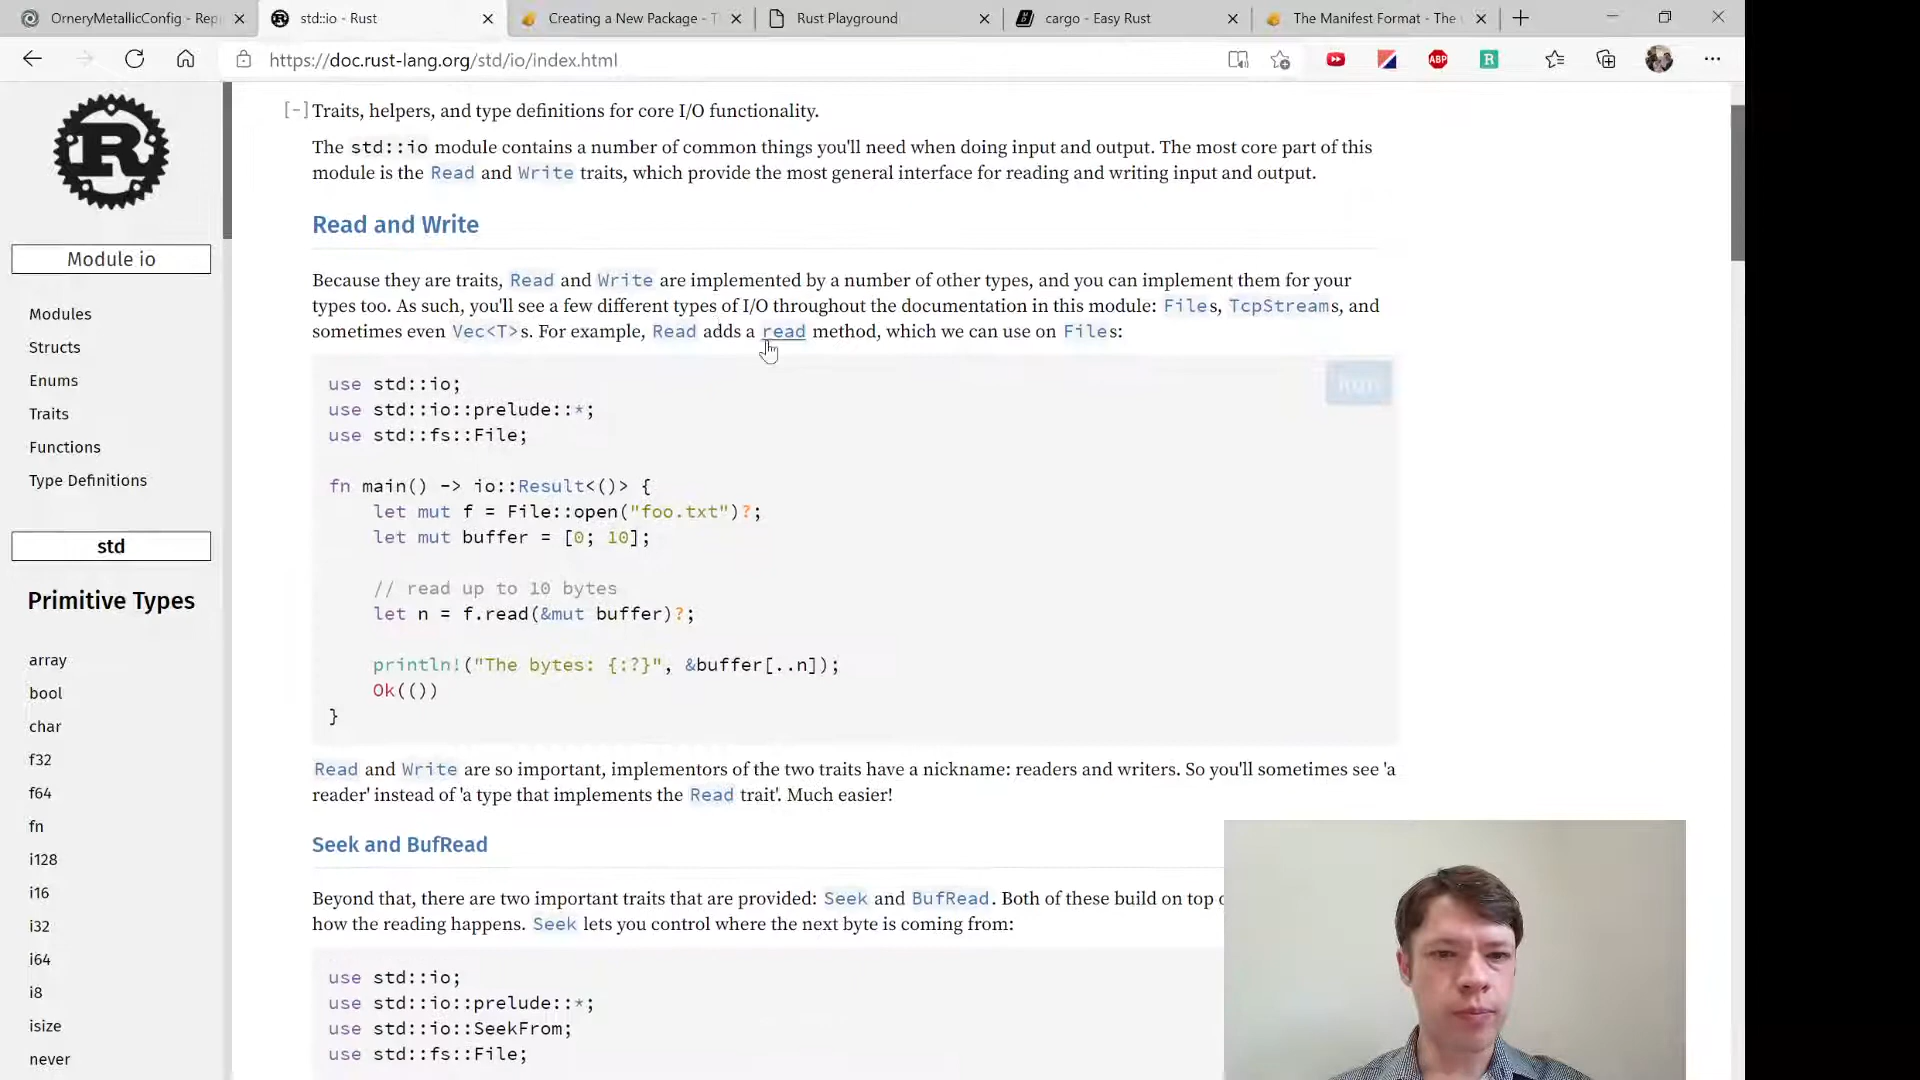 OrneryMetallicConfig - Rep
std::io - Rust
Creating a New Package - T
Rust Playground
cargo - Easy Rust
The Manifest Format - The
https://doc.rust-lang.org/std/io/index.html
ABP
R
R
Module io
Modules
Structs
Enums
Traits
Functions
Type Definitions
std
Primitive Types
array
bool
char
f32
f64
fn
i128
i16
i32
i64
i8
isize
never
[-] Traits, helpers, and type definitions for core I/O functionality.
The std::io module contains a number of common things you'll need when doing input and output. The most core part of this
module is the Read and Write traits, which provide the most general interface for reading and writing input and output.
Read and Write
Because they are traits, Read and Write are implemented by a number of other types, and you can implement them for your
types too. As such, you'll see a few different types of I/O throughout the documentation in this module: Files, TcpStreams, and
sometimes even Vec<T>s. For example, Read adds a read method, which we can use on Files:
Run
use std::io;
use std::io::prelude::*;
use std::fs::File;
fn main() -> io::Result<()> {
    let mut f = File::open("foo.txt")?;
    let mut buffer = [0; 10];
    // read up to 10 bytes
    let n = f.read(&mut buffer)?;
    println!("The bytes: {:?}", &buffer[..n]);
    Ok(())
}
Read and Write are so important, implementors of the two traits have a nickname: readers and writers. So you'll sometimes see 'a
reader' instead of 'a type that implements the Read trait'. Much easier!
Seek and BufRead
Beyond that, there are two important traits that are provided: Seek and BufRead. Both of these build on top
how the reading happens. Seek lets you control where the next byte is coming from:
use std::io;
use std::io::prelude::*;
use std::io::SeekFrom;
use std::fs::File;